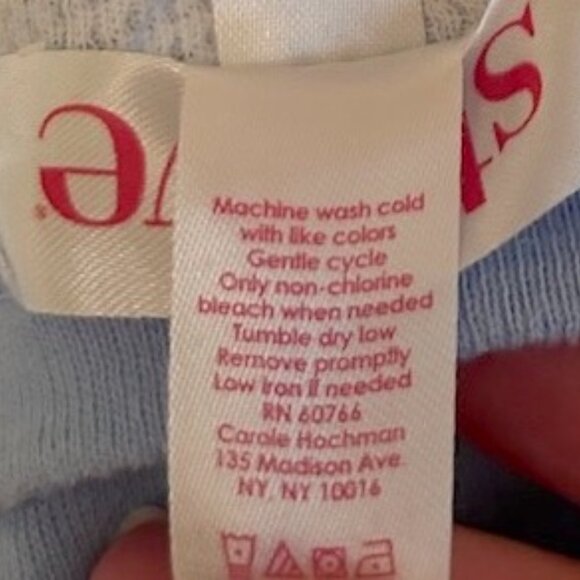 Machine wash cold
with like colors
Gentle cycle
Only non-chlorine
bleach when needed
Tumble dry low
Remove promptly
Low iron if needed
RN 60766
Carole Hochman
135 Madison Ave.
NY, NY 10016